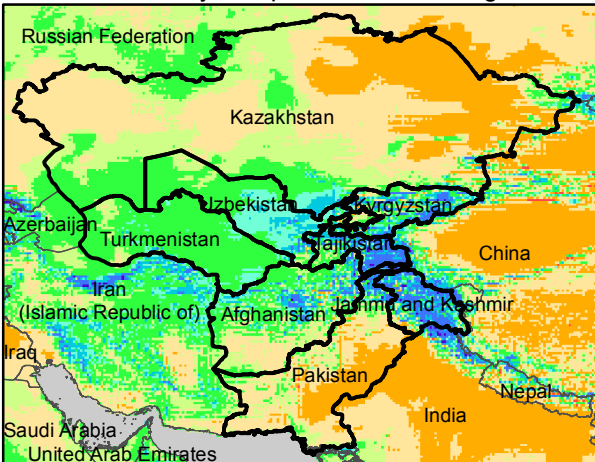 Russian Federation
Kazakhstan
Izbekistan
Kyrgyzstan
Azerbaijan
Turkmenistan
Tajikistan
China
Iran
(Islamic Republic of)
Afghanistan
Jammu and Kashmir
Iraq
Pakistan
Nepal
India
Saudi Arabia
United Arab Emirates